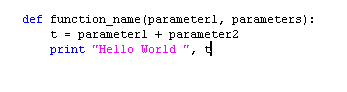 def function_name(parameter1, parameters):
    t = parameter1 + parameter2
    print "Hello World ", t